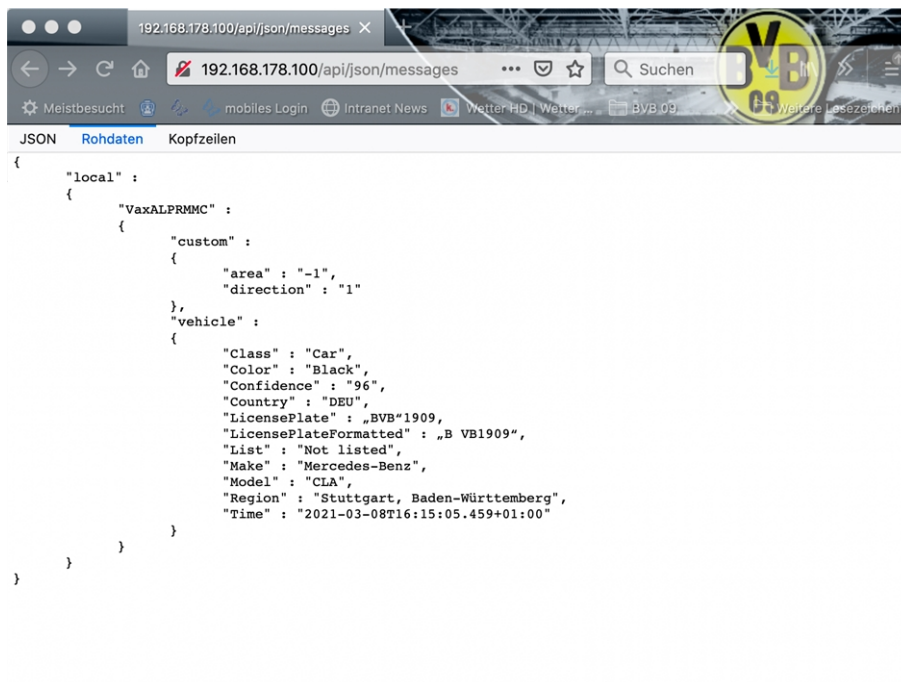 192.168.178.100/api/json/messages
192.168.178.100/api/json/messages
Suchen
Meistbesucht
mobiles Login
Intranet News
Wetter HD | Wetter...
BVB 09
Weitere Lesezeichen
BVB
09
JSON
Rohdaten
Kopfzeilen
{
"local" :
{
"VaxALPRMMC" :
{
"custom" :
{
"area" : "-1",
"direction" : "1"
},
"vehicle" :
{
"Class" : "Car",
"Color" : "Black",
"Confidence" : "96",
"Country" : "DEU",
"LicensePlate" : „BVB“1909,
"LicensePlateFormatted" : „B VB1909“,
"List" : "Not listed",
"Make" : "Mercedes-Benz",
"Model" : "CLA",
"Region" : "Stuttgart, Baden-Württemberg",
"Time" : "2021-03-08T16:15:05.459+01:00"
}
}
}
}